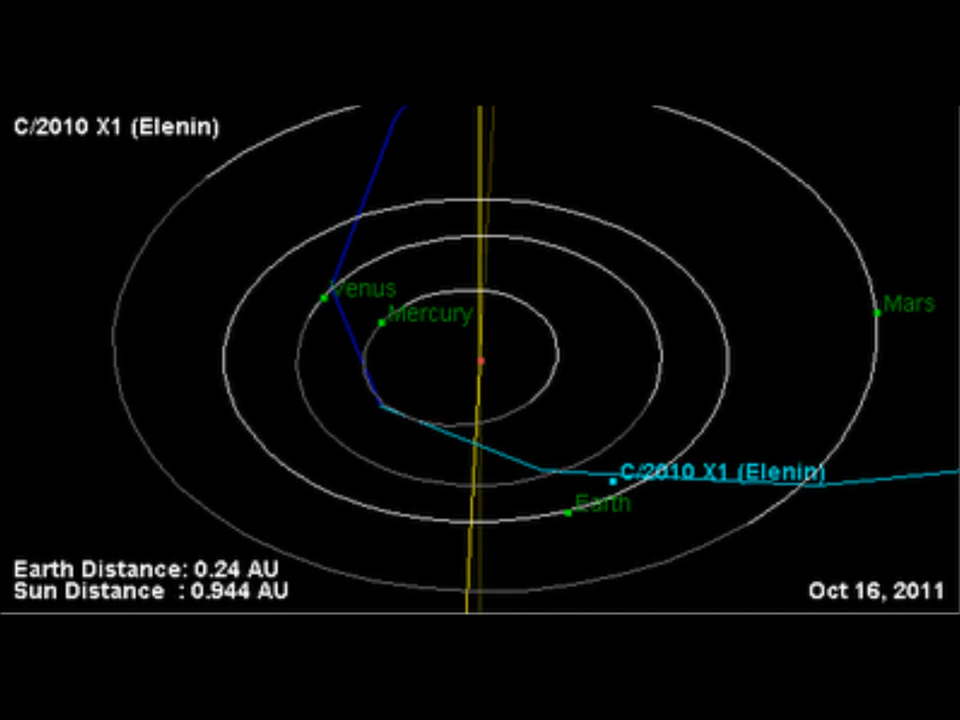 C/2010 X1 (Elenin)
Venus
Mercury
Mars
C/2010 X1 (Elenin)
Earth
Earth Distance: 0.24 AU
Sun Distance : 0.944 AU
Oct 16, 2011